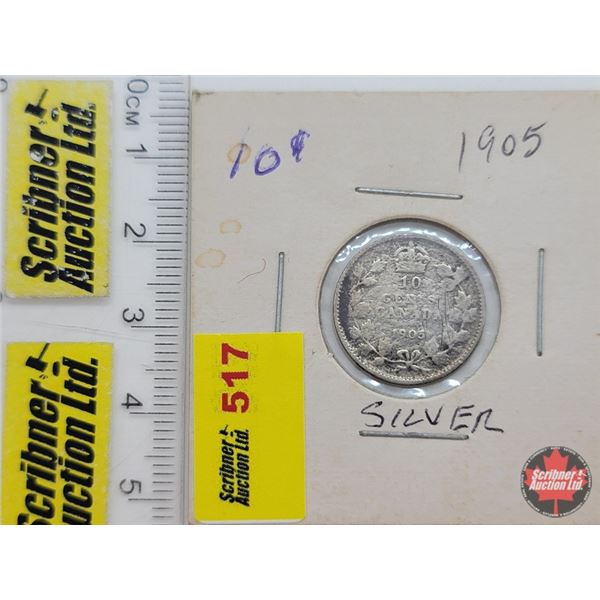 Scribner
Auction Ltd.
Scribner
Auction Ltd.
0CM 1 2 3 4 5
10¢
1905
10
CENTS
CANADA
SILVER
517
Scribner
Auction Ltd.
Scribner
Auction Ltd.